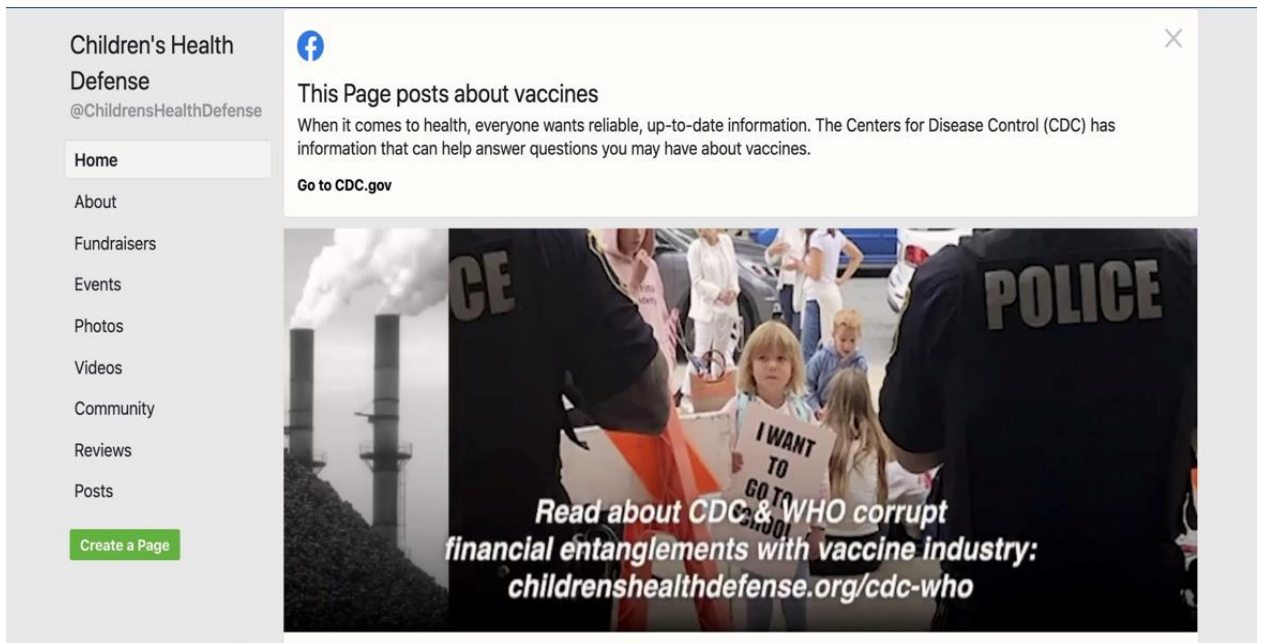 Children's Health
Defense
@ChildrensHealthDefense
Home
About
Fundraisers
Events
Photos
Videos
Community
Reviews
Posts
Create a Page
This Page posts about vaccines
When it comes to health, everyone wants reliable, up-to-date information. The Centers for Disease Control (CDC) has
information that can help answer questions you may have about vaccines.
Go to CDC.gov
CE
POLICE
I WANT
TO
GO TO
SCHOOL
Read about CDC & WHO corrupt
financial entanglements with vaccine industry:
childrenshealthdefense.org/cdc-who